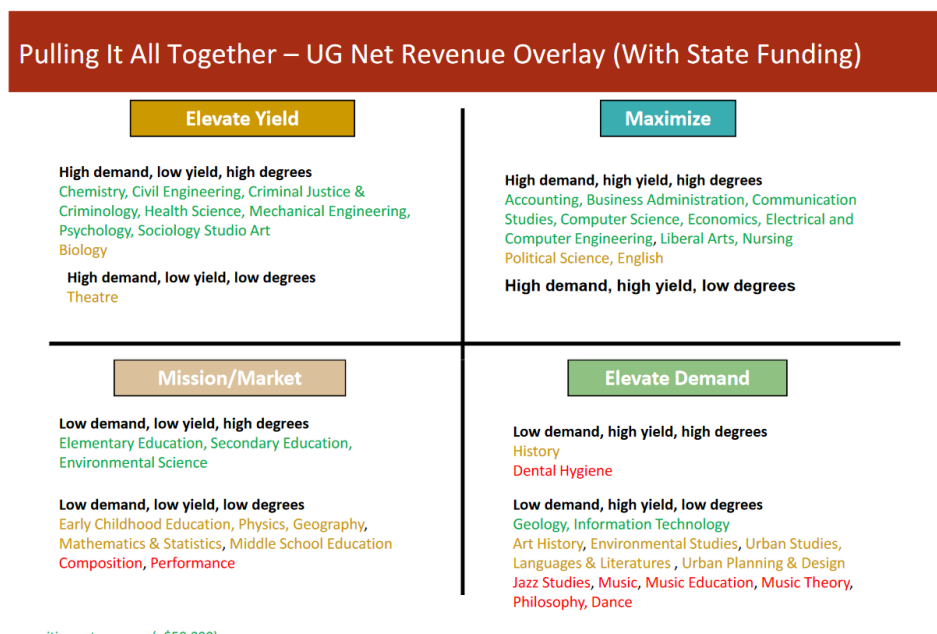 Pulling It All Together – UG Net Revenue Overlay (With State Funding)
Elevate Yield
High demand, low yield, high degrees
Chemistry, Civil Engineering, Criminal Justice &
Criminology, Health Science, Mechanical Engineering,
Psychology, Sociology Studio Art
Biology
High demand, low yield, low degrees
Theatre
Maximize
High demand, high yield, high degrees
Accounting, Business Administration, Communication
Studies, Computer Science, Economics, Electrical and
Computer Engineering, Liberal Arts, Nursing
Political Science, English
High demand, high yield, low degrees
Mission/Market
Low demand, low yield, high degrees
Elementary Education, Secondary Education,
Environmental Science
Low demand, low yield, low degrees
Early Childhood Education, Physics, Geography,
Mathematics & Statistics, Middle School Education
Composition, Performance
Elevate Demand
Low demand, high yield, high degrees
History
Dental Hygiene
Low demand, high yield, low degrees
Geology, Information Technology
Art History, Environmental Studies, Urban Studies,
Languages & Literatures , Urban Planning & Design
Jazz Studies, Music, Music Education, Music Theory,
Philosophy, Dance